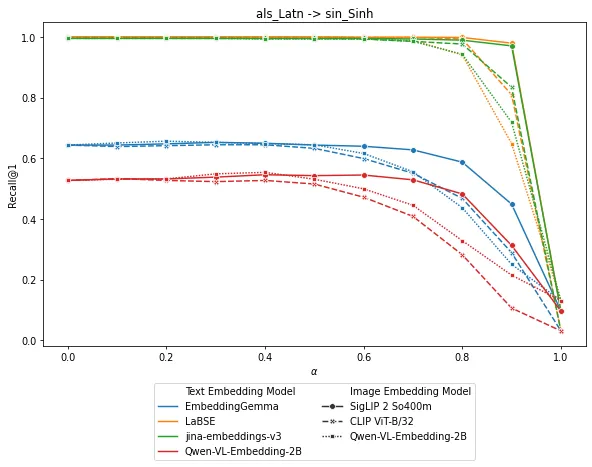 als_Latn -> sin_Sinh
1.0
0.8
0.6
0.4
0.2
0.0
Recall@1
0.0 0.2 0.4 0.6 0.8 1.0
α
Text Embedding Model Image Embedding Model
EmbeddingGemma SigLIP 2 So400m
LaBSE CLIP ViT-B/32
jina-embeddings-v3 Qwen-VL-Embedding-2B
Qwen-VL-Embedding-2B